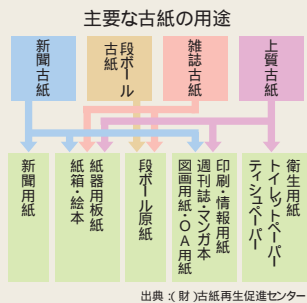 主要な古紙の用途
新聞古紙
段ボール
古紙
雑誌古紙
上質古紙
新聞用紙
紙器用板紙
紙箱・絵本
段ボール原紙
印刷・情報用紙
週刊誌・マンガ本
図画用紙・OA用紙
衛生用紙
トイレットペーパー
ティシュペーパー
出典:(財)古紙再生促進センター